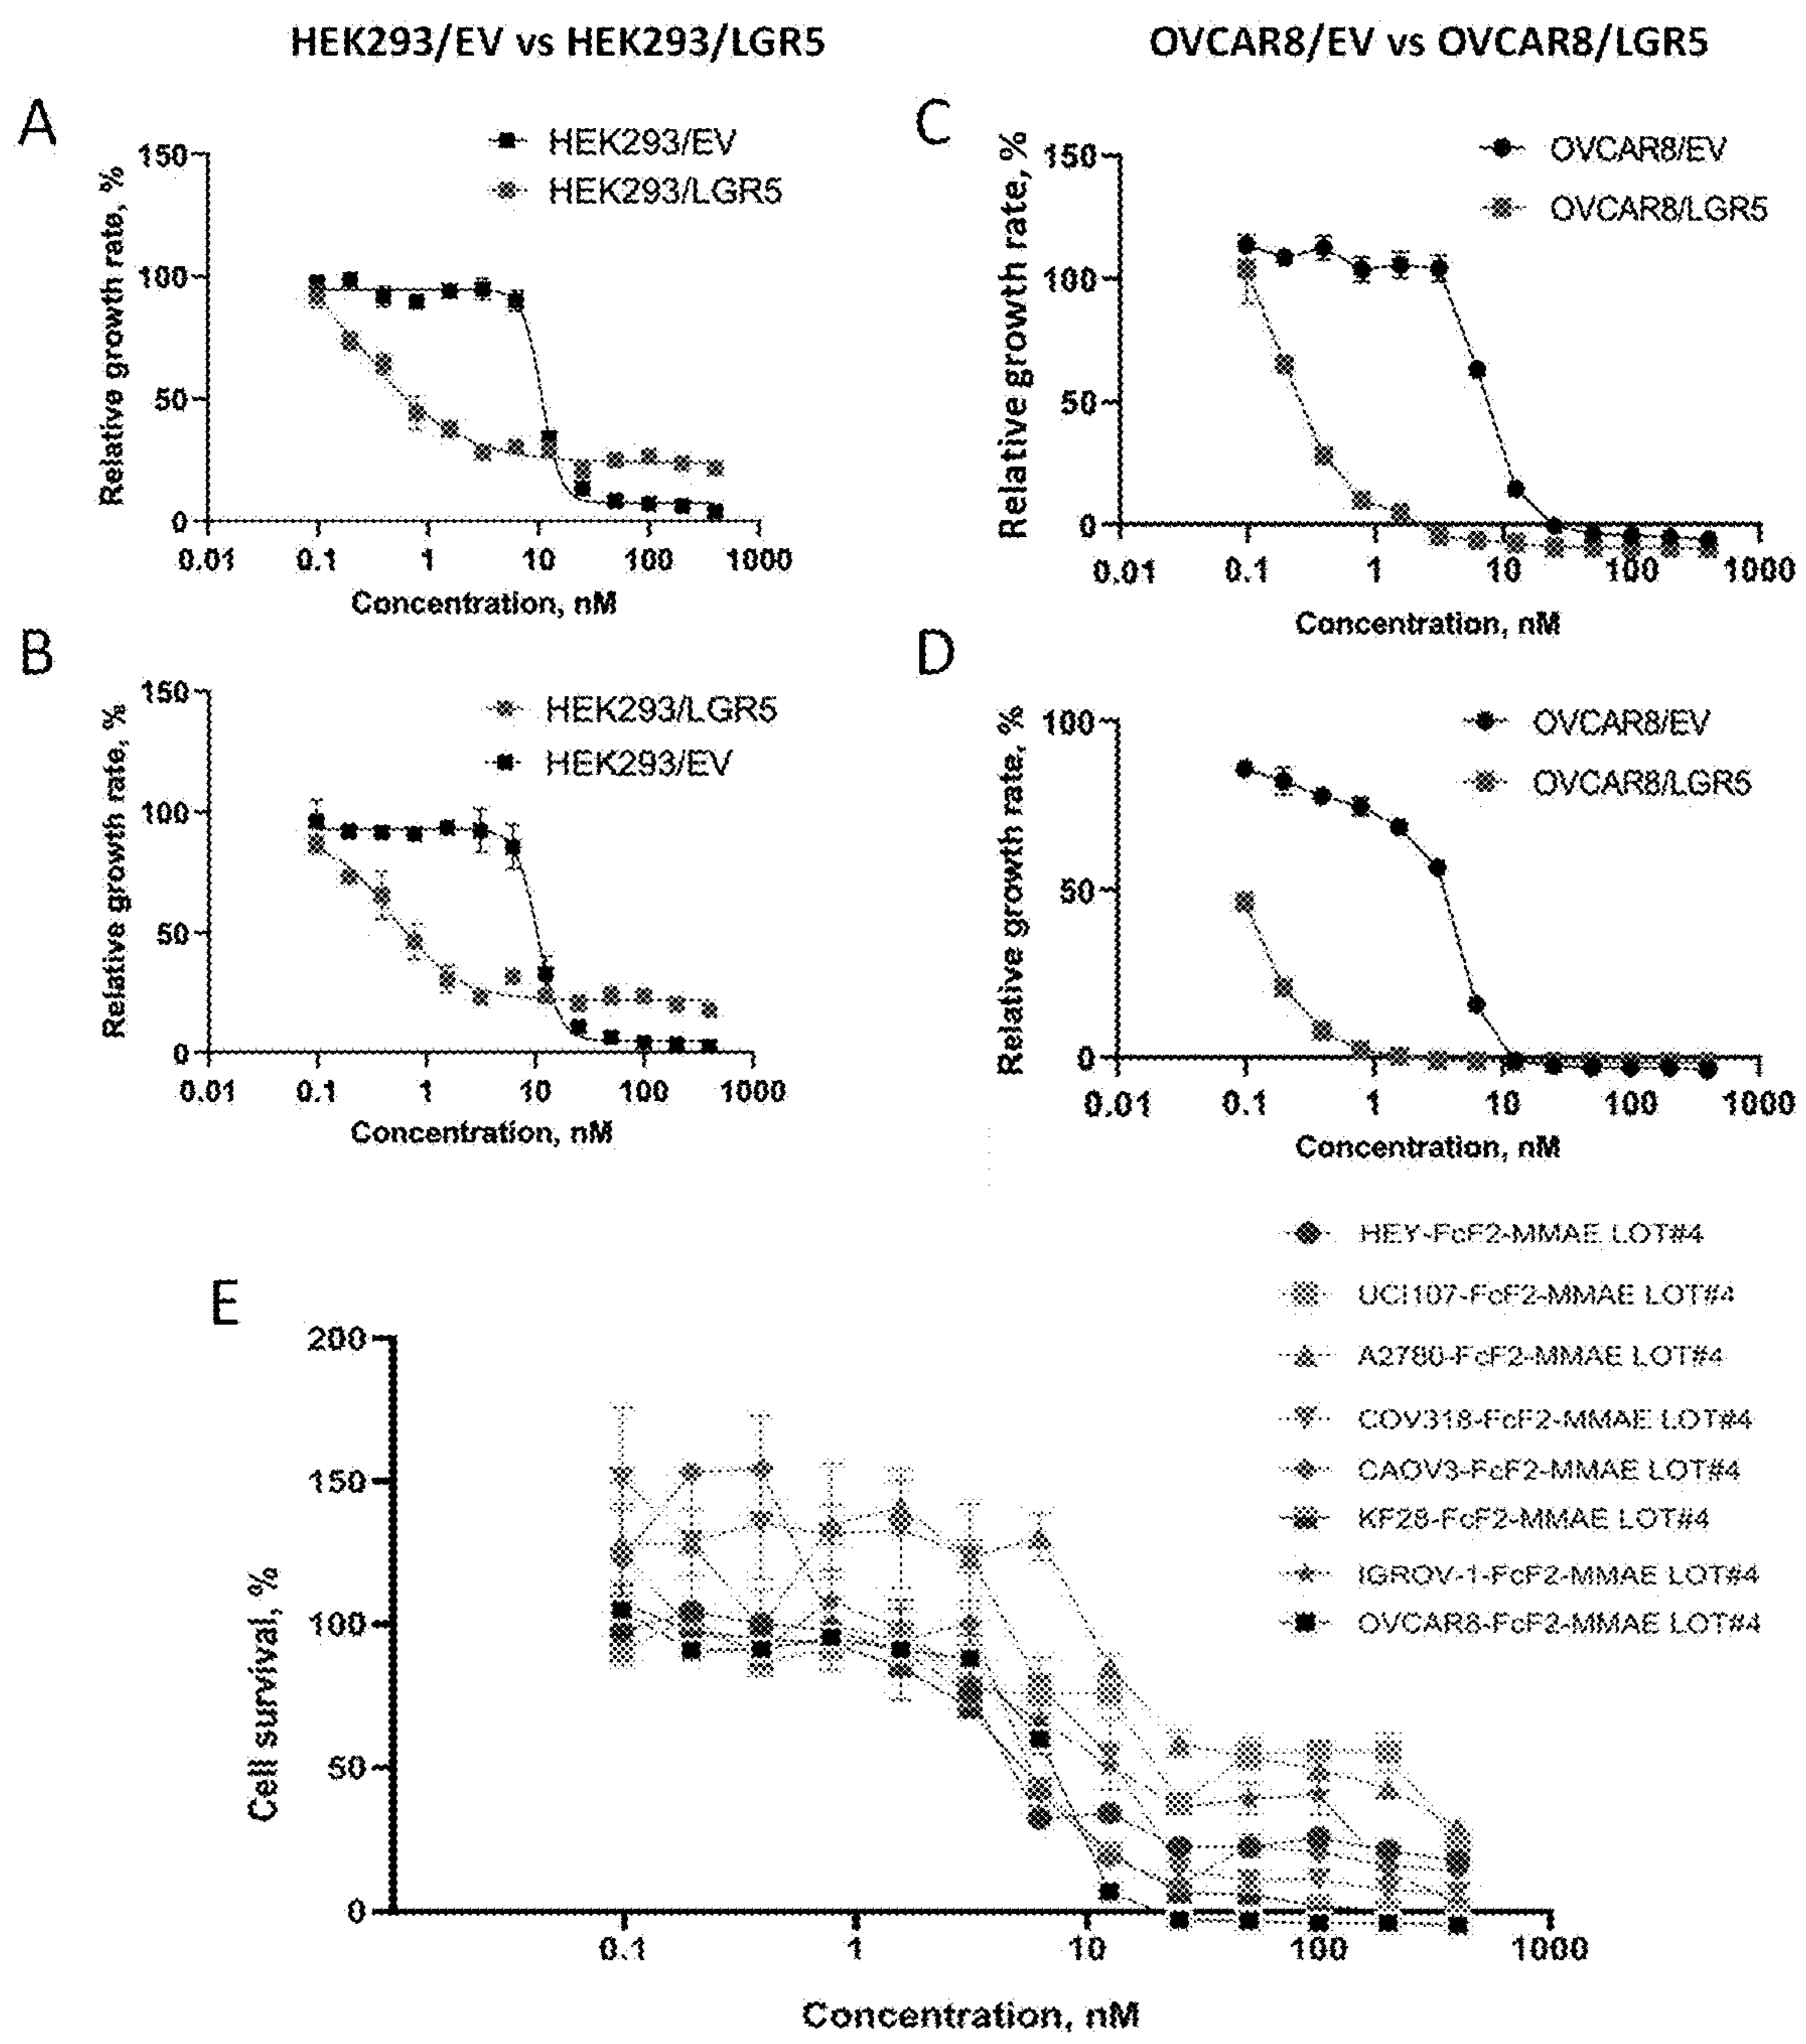 HEK293/EV vs HEK293/LGR5
OVCAR8/EV vs OVCAR8/LGR5
A
HEK293/EV
HEK293/LGR5
Relative growth rate, %
150
100
50
0
0.01 0.1 1 10 100 1000
Concentration, nM
C
OVCAR8/EV
OVCAR8/LGR5
Relative growth rate, %
150
100
50
0
0.01 0.1 1 10 100 1000
Concentration, nM
B
HEK293/LGR5
HEK293/EV
Relative growth rate, %
150
100
50
0
0.01 0.1 1 10 100 1000
Concentration, nM
D
OVCAR8/EV
OVCAR8/LGR5
Relative growth rate, %
100
50
0
0.01 0.1 1 10 100 1000
Concentration, nM
E
HEY-FcF2-MMAE LOT#4
UCI107-FcF2-MMAE LOT#4
A2780-FcF2-MMAE LOT#4
COV318-FcF2-MMAE LOT#4
CAOV3-FcF2-MMAE LOT#4
KF28-FcF2-MMAE LOT#4
IGROV-1-FcF2-MMAE LOT#4
OVCAR8-FcF2-MMAE LOT#4
Cell survival, %
200
150
100
50
0
0.1 1 10 100 1000
Concentration, nM